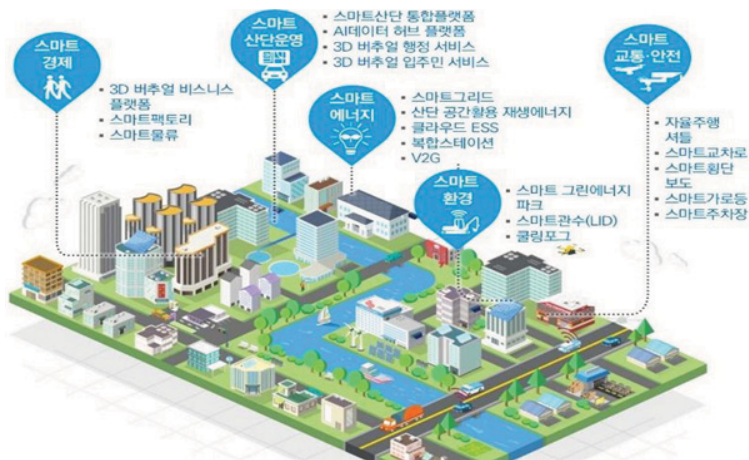 스마트
경제
• 3D 버추얼 비스니스
플랫폼
• 스마트팩토리
• 스마트물류
스마트
산단운영
• 스마트산단 통합플랫폼
• AI데이터 허브 플랫폼
• 3D 버추얼 행정 서비스
• 3D 버추얼 입주민 서비스
스마트
에너지
• 스마트그리드
• 산단 공간활용 재생에너지
• 클라우드 ESS
• 복합스테이션
• V2G
스마트
환경
• 스마트 그린에너지
파크
• 스마트관수(LID)
• 쿨링포그
스마트
교통·안전
• 자율주행
셔틀
• 스마트교차로
• 스마트횡단
보도
• 스마트가로등
• 스마트주차장